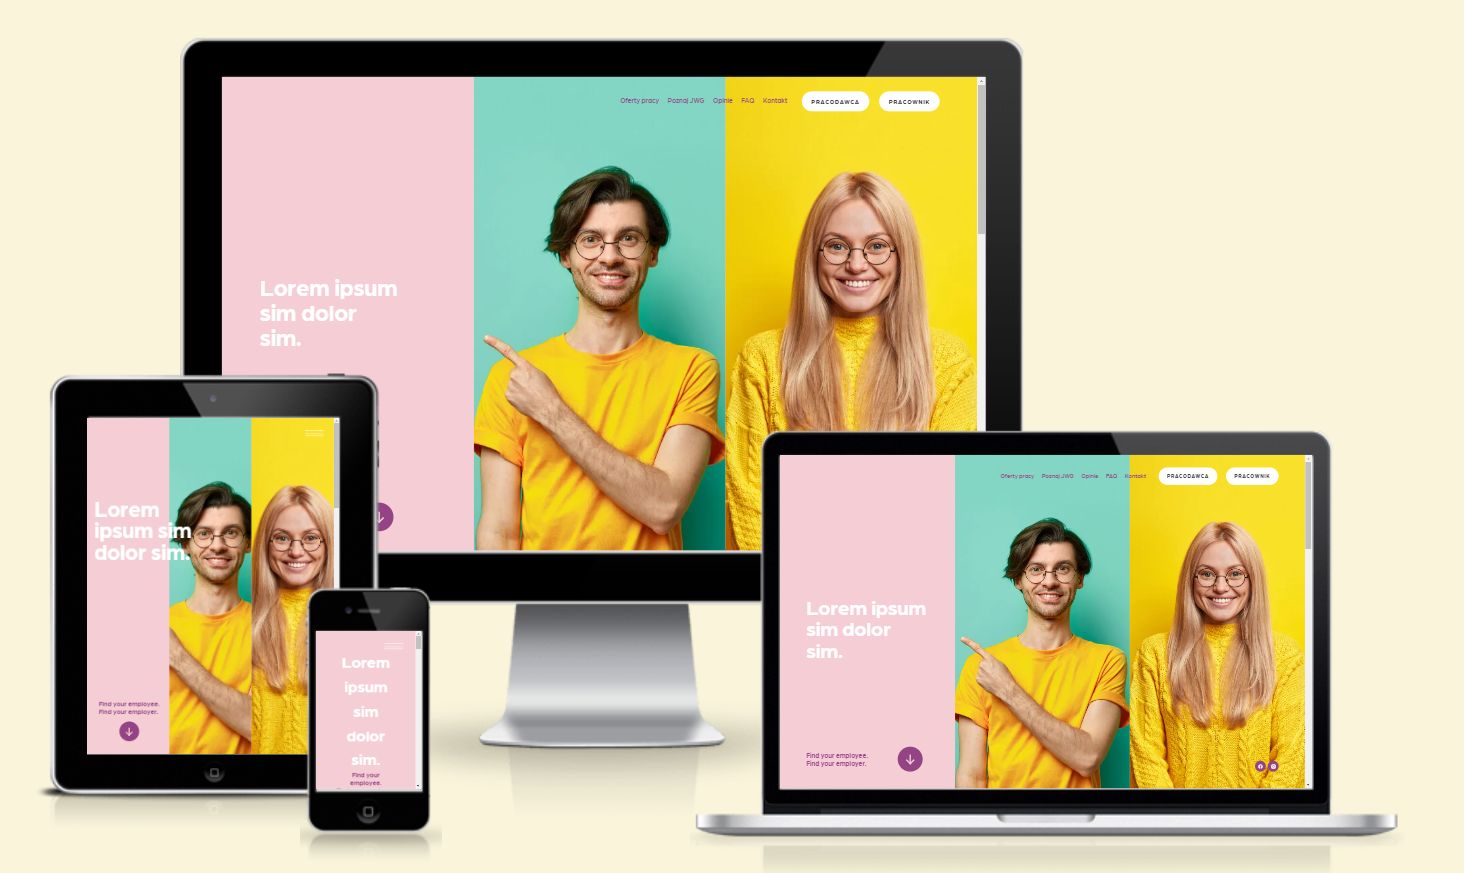 Oferty pracy Poznaj JWG Opinie FAQ Kontakt PRACODAWCA PRACOWNIK
Lorem ipsum
sim dolor
sim.
Lorem
ipsum sim
dolor sim.
Find your employee.
Find your employer.
Lorem
ipsum
sim
dolor
sim.
Find your
employee.
Oferty pracy Poznaj JWG Opinie FAQ Kontakt PRACODAWCA PRACOWNIK
Lorem ipsum
sim dolor
sim.
Find your employee.
Find your employer.